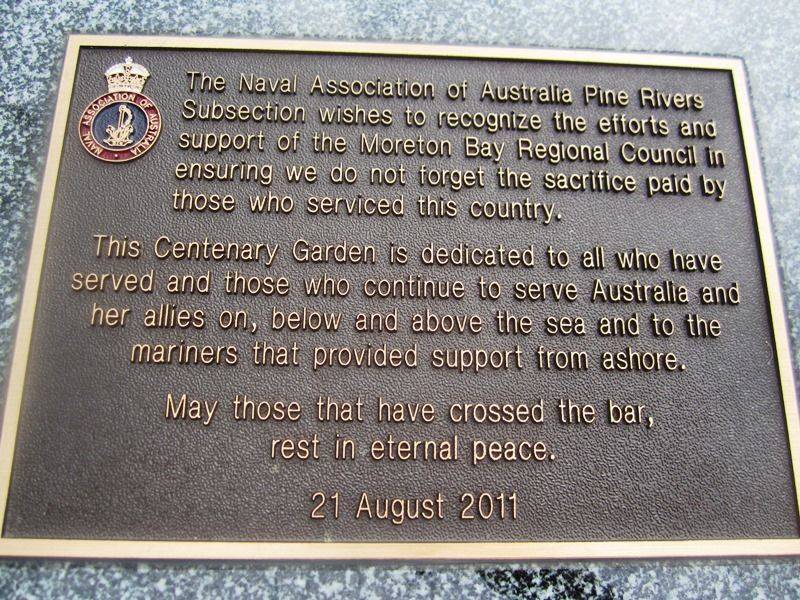 NAVAL ASSOCIATION OF AUSTRALIA
The Naval Association of Australia Pine Rivers
Subsection wishes to recognize the efforts and
support of the Moreton Bay Regional Council in
ensuring we do not forget the sacrifice paid by
those who serviced this country.
This Centenary Garden is dedicated to all who have
served and those who continue to serve Australia and
her allies on, below and above the sea and to the
mariners that provided support from ashore.
May those that have crossed the bar,
rest in eternal peace.
21 August 2011